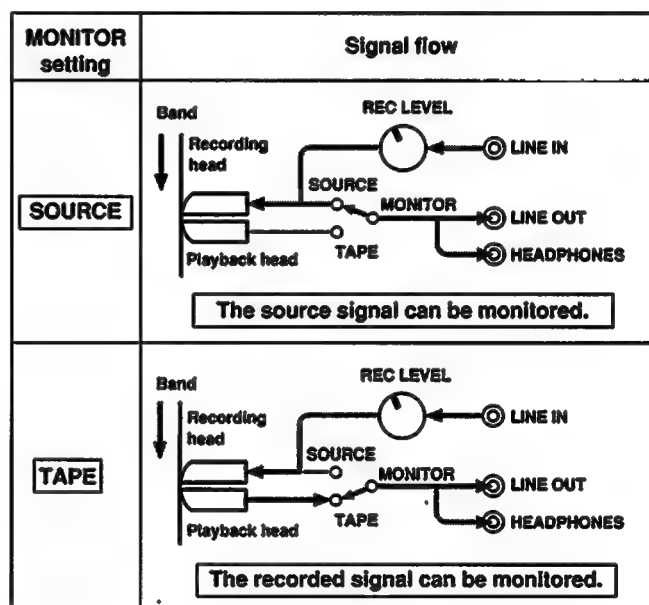 MONITOR
setting
Signal flow
SOURCE
REC LEVEL
Band
Recording
head
LINE IN
SOURCE
MONITOR
LINE OUT
TAPE
HEADPHONES
Playback head
The source signal can be monitored.
TAPE
REC LEVEL
Band
Recording
head
LINE IN
SOURCE
MONITOR
LINE OUT
TAPE
HEADPHONES
Playback head
The recorded signal can be monitored.